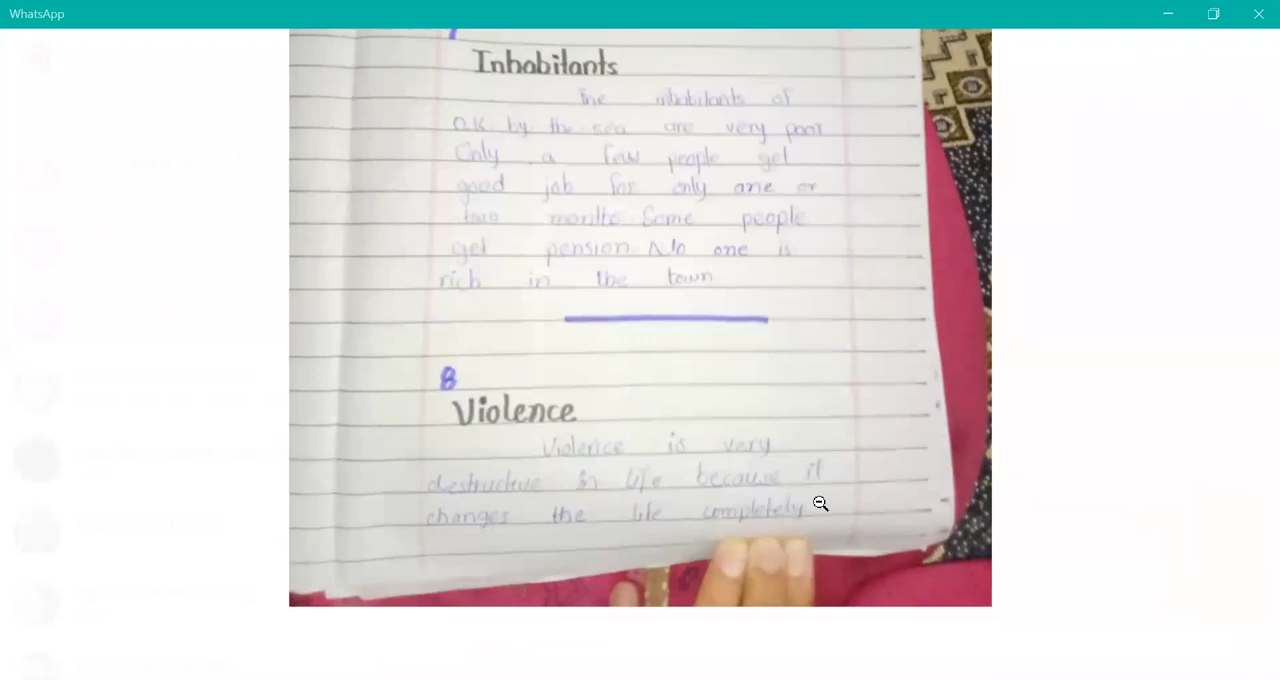 WhatsApp
Inhabitants
The inhabitants of
O.K by the sea are very poor
Only a few people get
good job for only one or
two months. Some people
get pension. No one is
rich in the town
8
Violence
Violence is very
destructive in life because it
changes the life completely